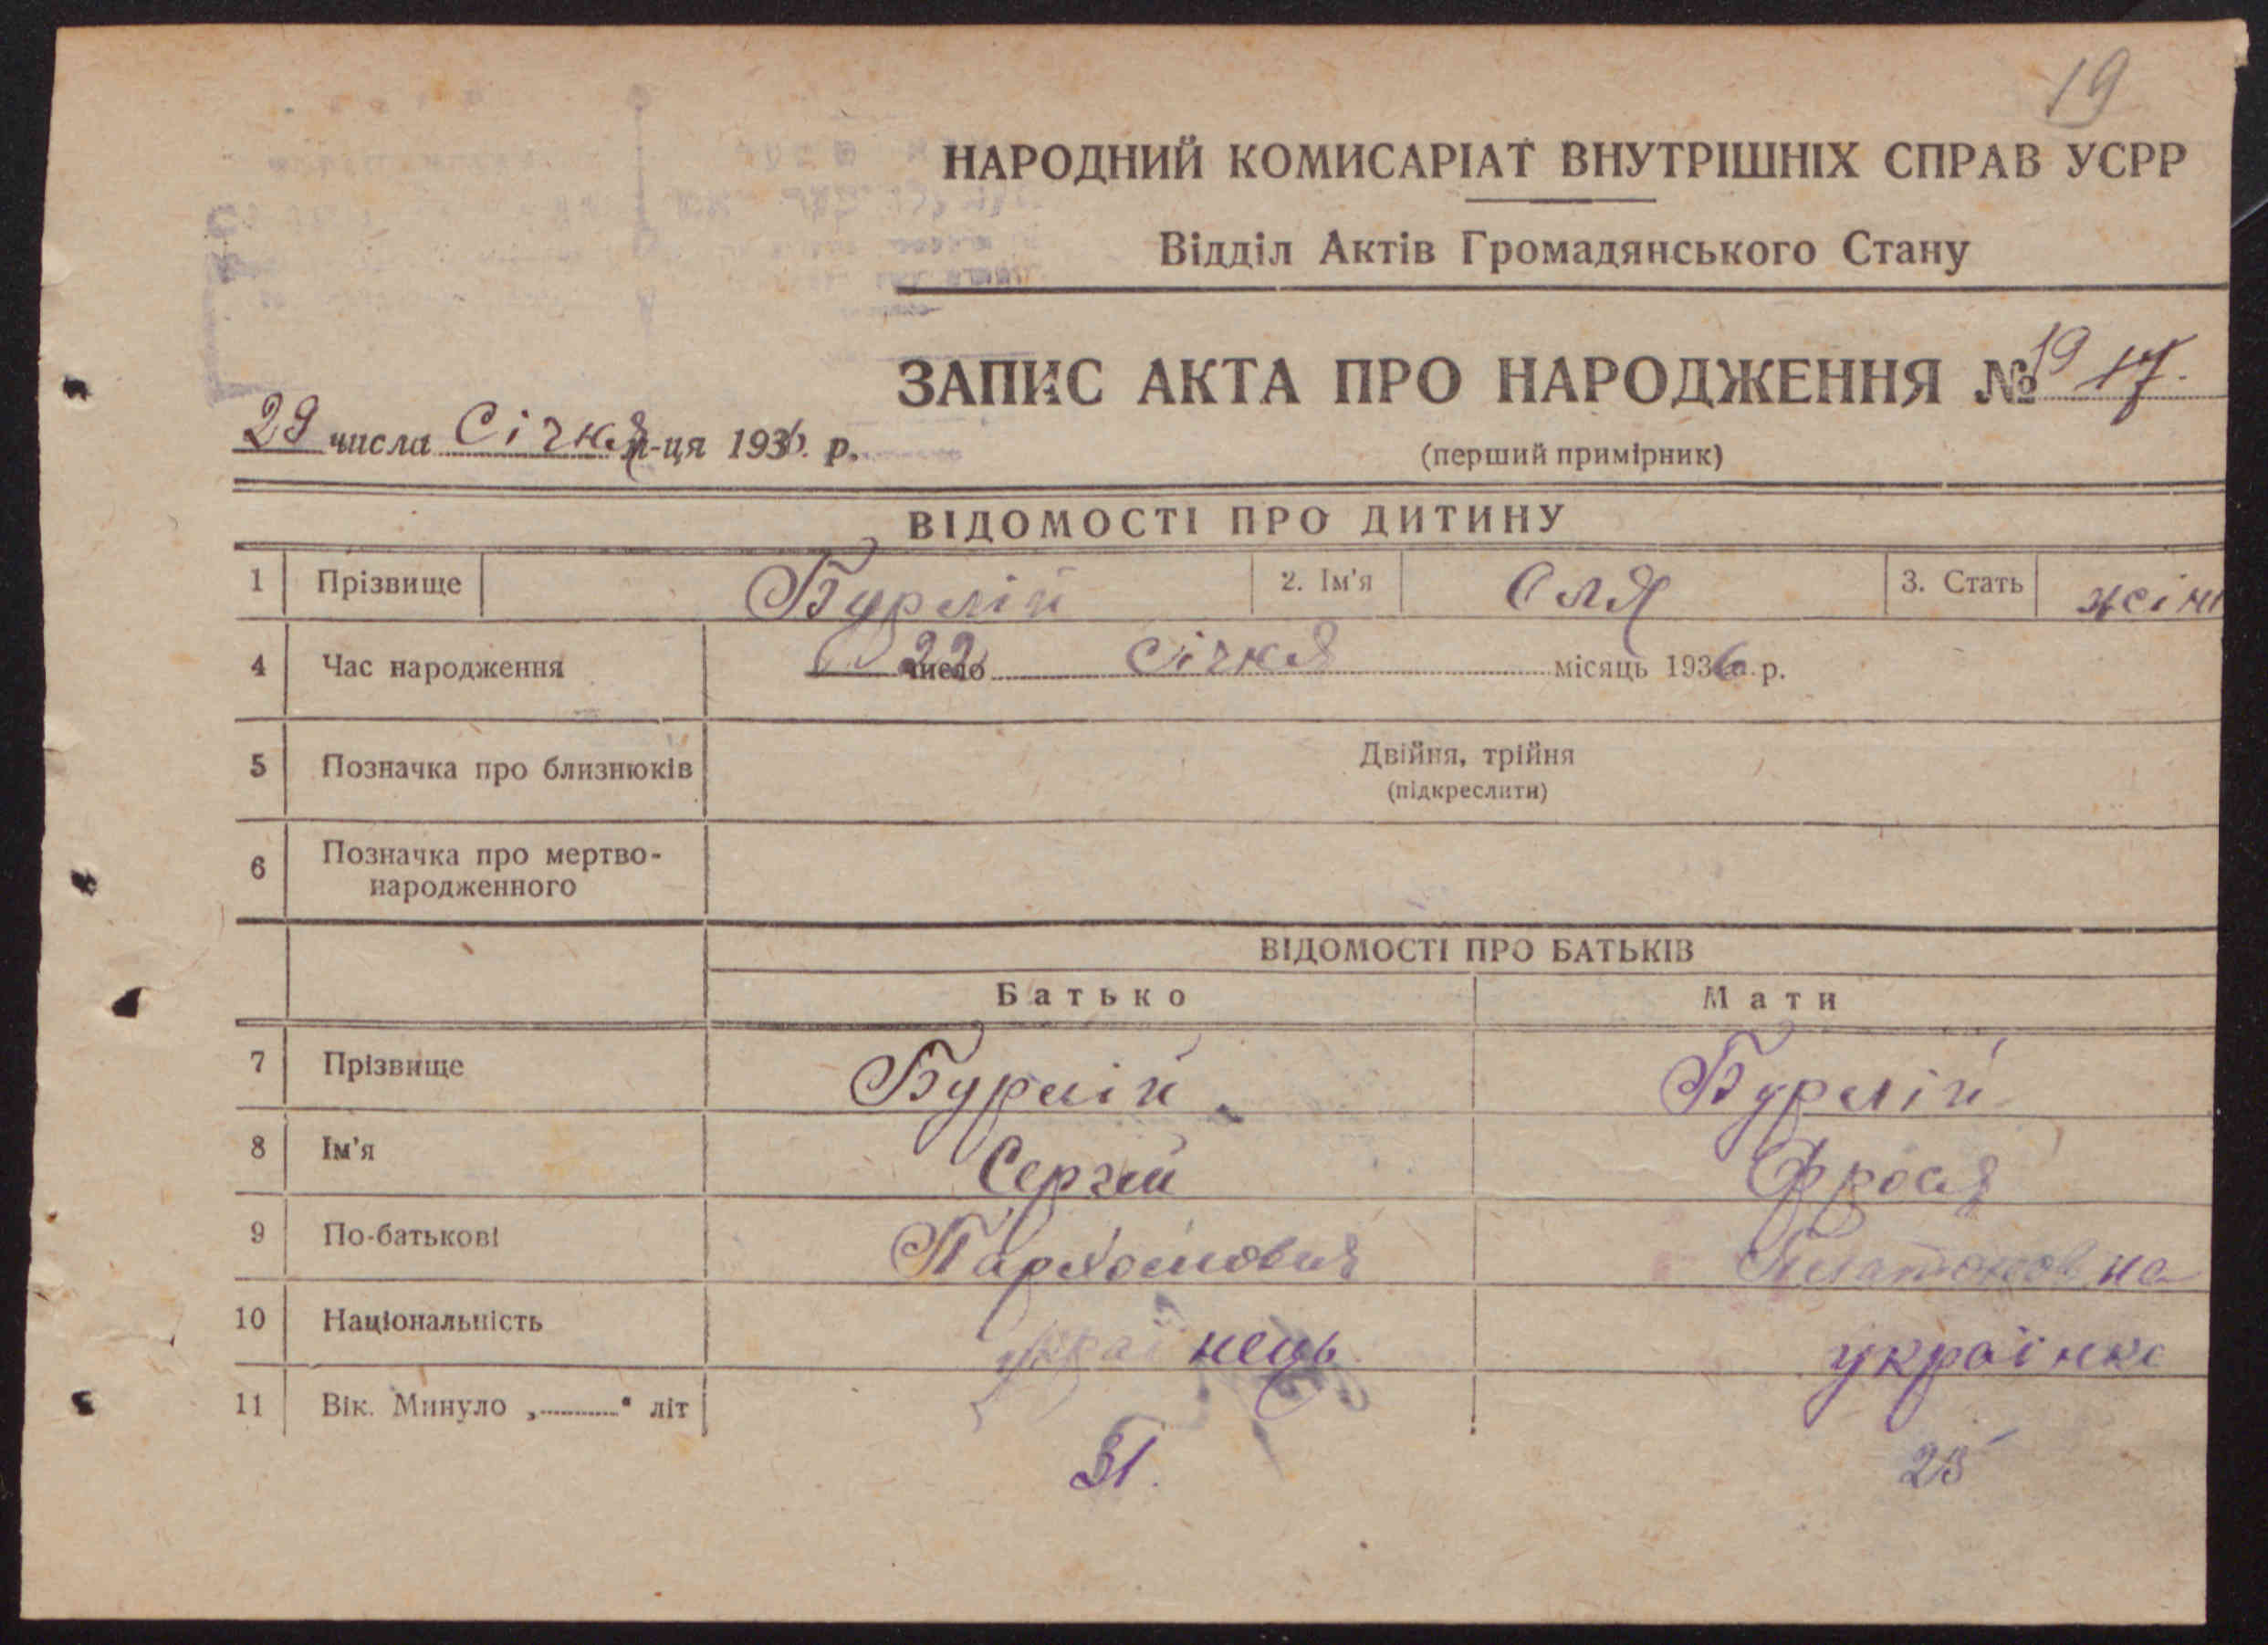 19
НАРОДНИЙ КОМИСАРІАТ ВНУТРІШНІХ СПРАВ УСРР
Відділ Актів Громадянського Стану
ЗАПИС АКТА ПРО НАРОДЖЕННЯ № 19 17.
29 числа Січня м-ця 1936. р.
(перший примірник)
ВІДОМОСТІ ПРО ДИТИНУ
1 Прізвище Бурлій 2. Ім'я Оля 3. Стать жін
4 Час народження 22 число Січня місяць 1936 р.
5 Позначка про близнюків Двійня, трійня
(підкреслити)
6 Позначка про мертво-
народженного
ВІДОМОСТІ ПРО БАТЬКІВ
Батько Мати
7 Прізвище Бурлій Бурлій
8 Ім'я Сергій Фрося
9 По-батькові Пархомович Платоновна
10 Національність українець українка
11 Вік. Минуло „ " літ
31. 25